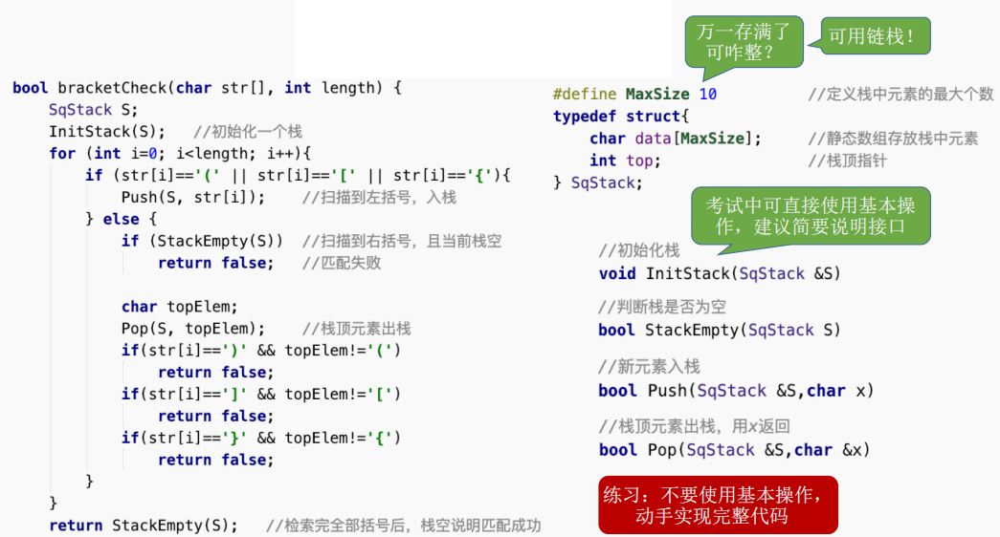 bool bracketCheck(char str[], int length) {
    SqStack S;
    InitStack(S);   //初始化一个栈
    for (int i=0; i<length; i++){
        if (str[i]=='(' || str[i]=='[' || str[i]=='{'){
            Push(S, str[i]);    //扫描到左括号，入栈
        } else {
            if (StackEmpty(S))  //扫描到右括号，且当前栈空
                return false;   //匹配失败
            char topElem;
            Pop(S, topElem);    //栈顶元素出栈
            if(str[i]==')' && topElem!='(')
                return false;
            if(str[i]==']' && topElem!='[')
                return false;
            if(str[i]=='}' && topElem!='{')
                return false;
        }
    }
    return StackEmpty(S);   //检索完全部括号后，栈空说明匹配成功
万一存满了
可咋整？
可用链栈！
#define MaxSize 10          //定义栈中元素的最大个数
typedef struct{
    char data[MaxSize];     //静态数组存放栈中元素
    int top;                //栈顶指针
} SqStack;
考试中可直接使用基本操
作，建议简要说明接口
//初始化栈
void InitStack(SqStack &S)
//判断栈是否为空
bool StackEmpty(SqStack S)
//新元素入栈
bool Push(SqStack &S,char x)
//栈顶元素出栈，用x返回
bool Pop(SqStack &S,char &x)
练习：不要使用基本操作，
动手实现完整代码